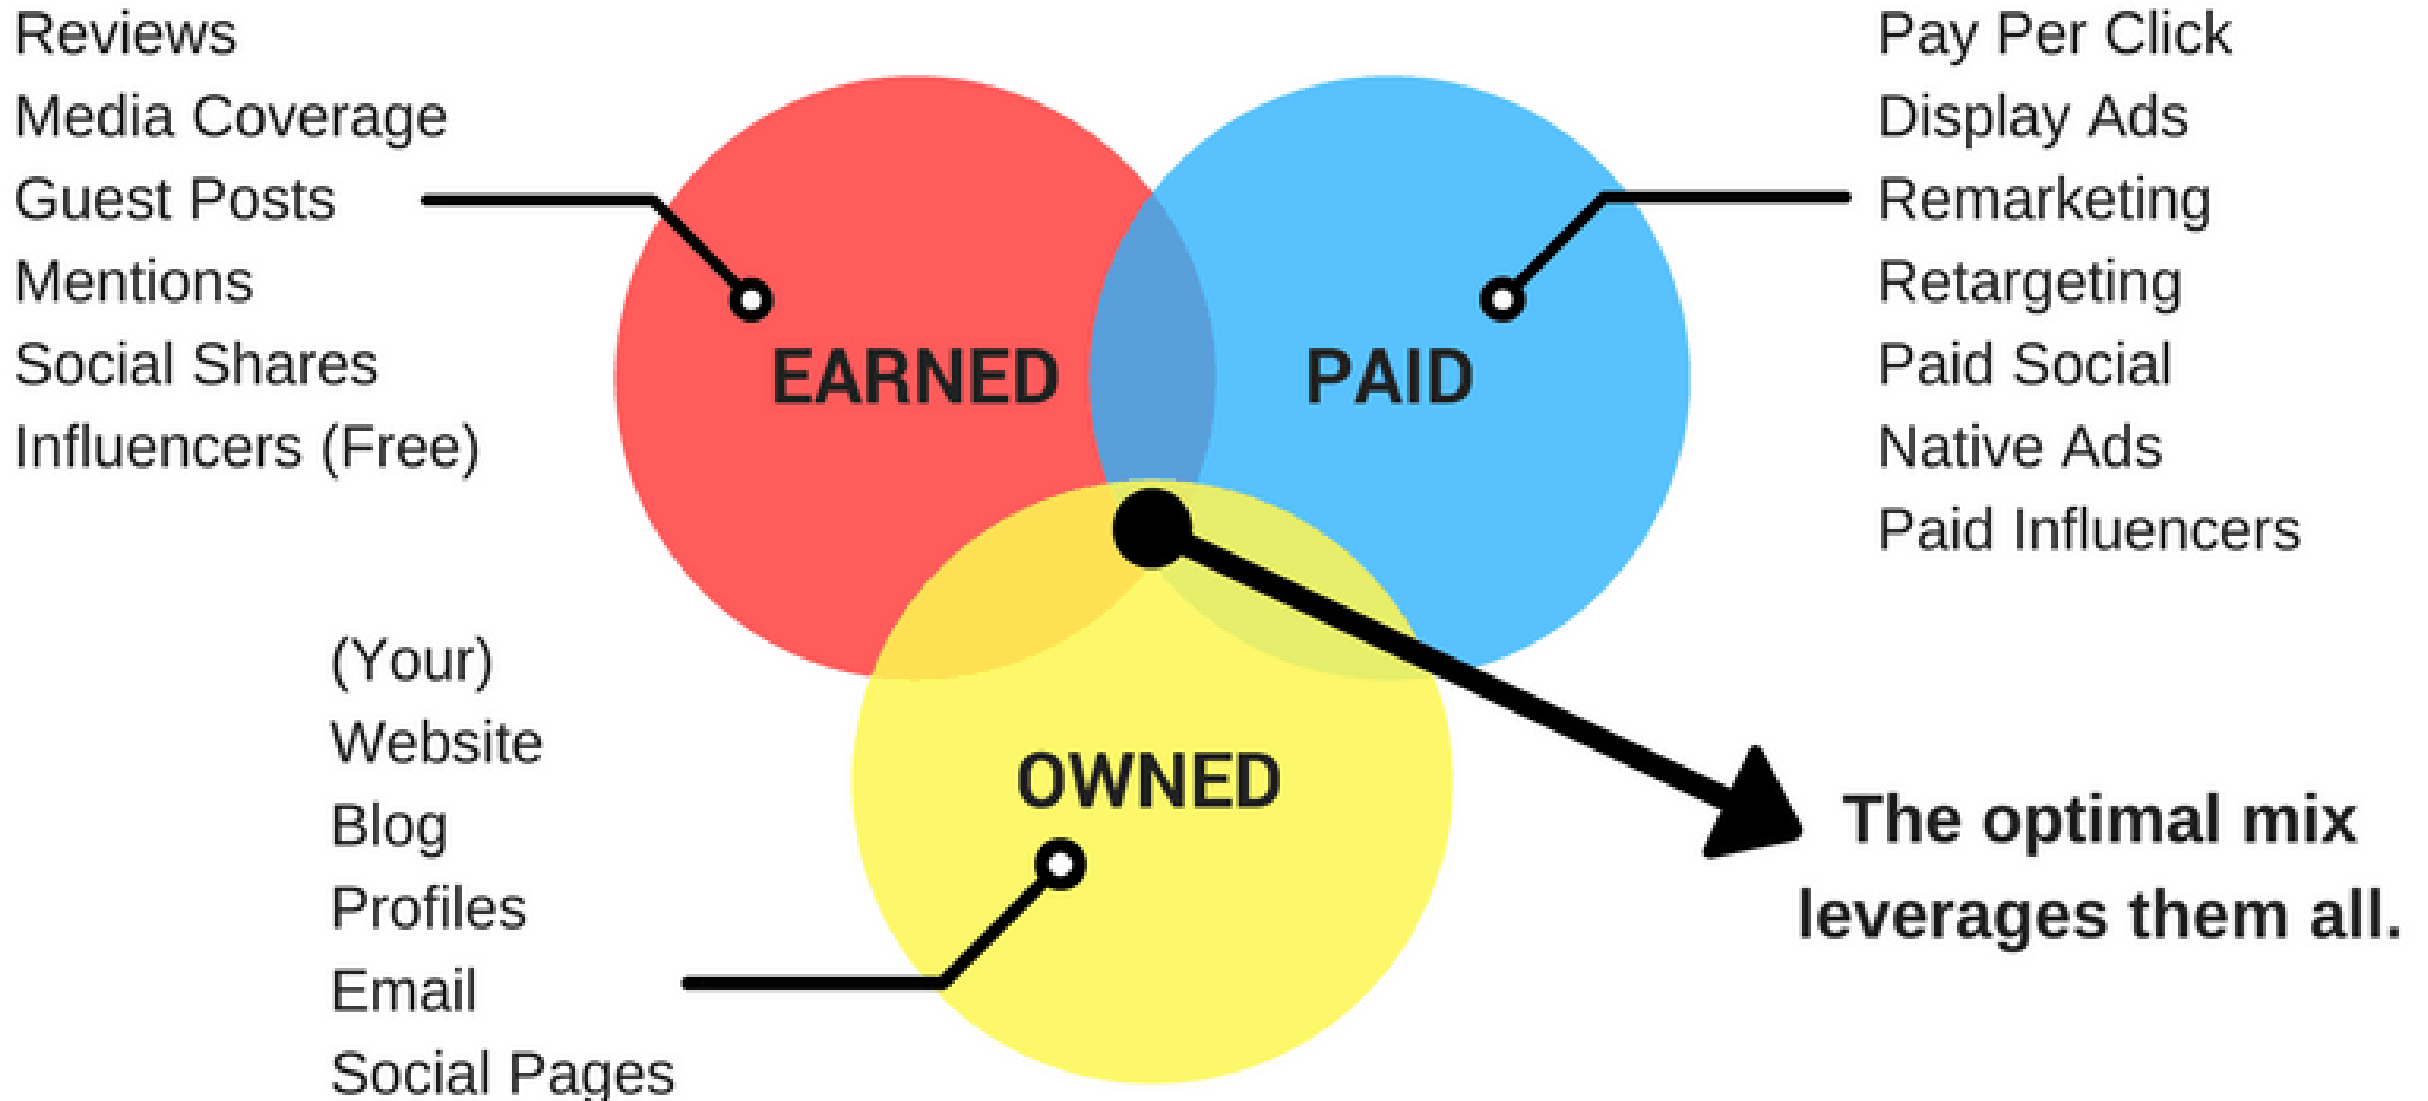 Reviews
Media Coverage
Guest Posts
Mentions
Social Shares
Influencers (Free)
EARNED
PAID
Pay Per Click
Display Ads
Remarketing
Retargeting
Paid Social
Native Ads
Paid Influencers
(Your)
Website
Blog
Profiles
Email
Social Pages
OWNED
The optimal mix
leverages them all.